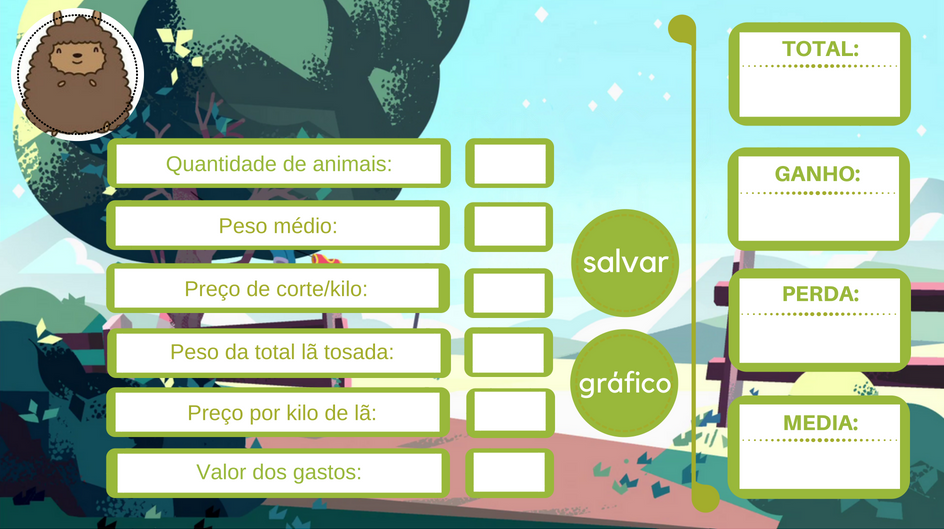 Quantidade de animais:
Peso médio:
Preço de corte/kilo:
Peso da total lã tosada:
Preço por kilo de lã:
Valor dos gastos:
salvar
gráfico
TOTAL:
GANHO:
PERDA:
MEDIA: